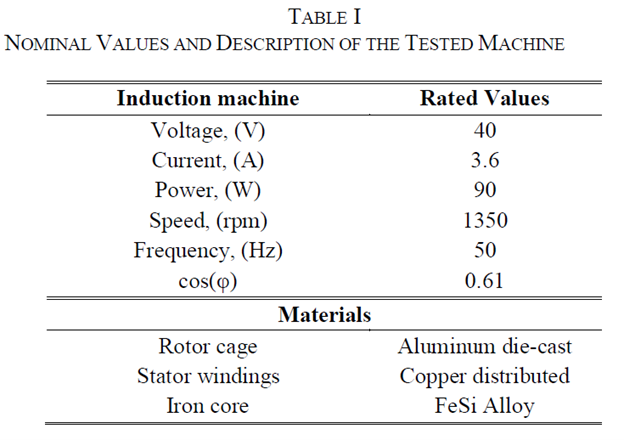 TABLE I
NOMINAL VALUES AND DESCRIPTION OF THE TESTED MACHINE
Induction machine Rated Values
Voltage, (V) 40
Current, (A) 3.6
Power, (W) 90
Speed, (rpm) 1350
Frequency, (Hz) 50
cos(φ) 0.61
Materials
Rotor cage Aluminum die-cast
Stator windings Copper distributed
Iron core FeSi Alloy